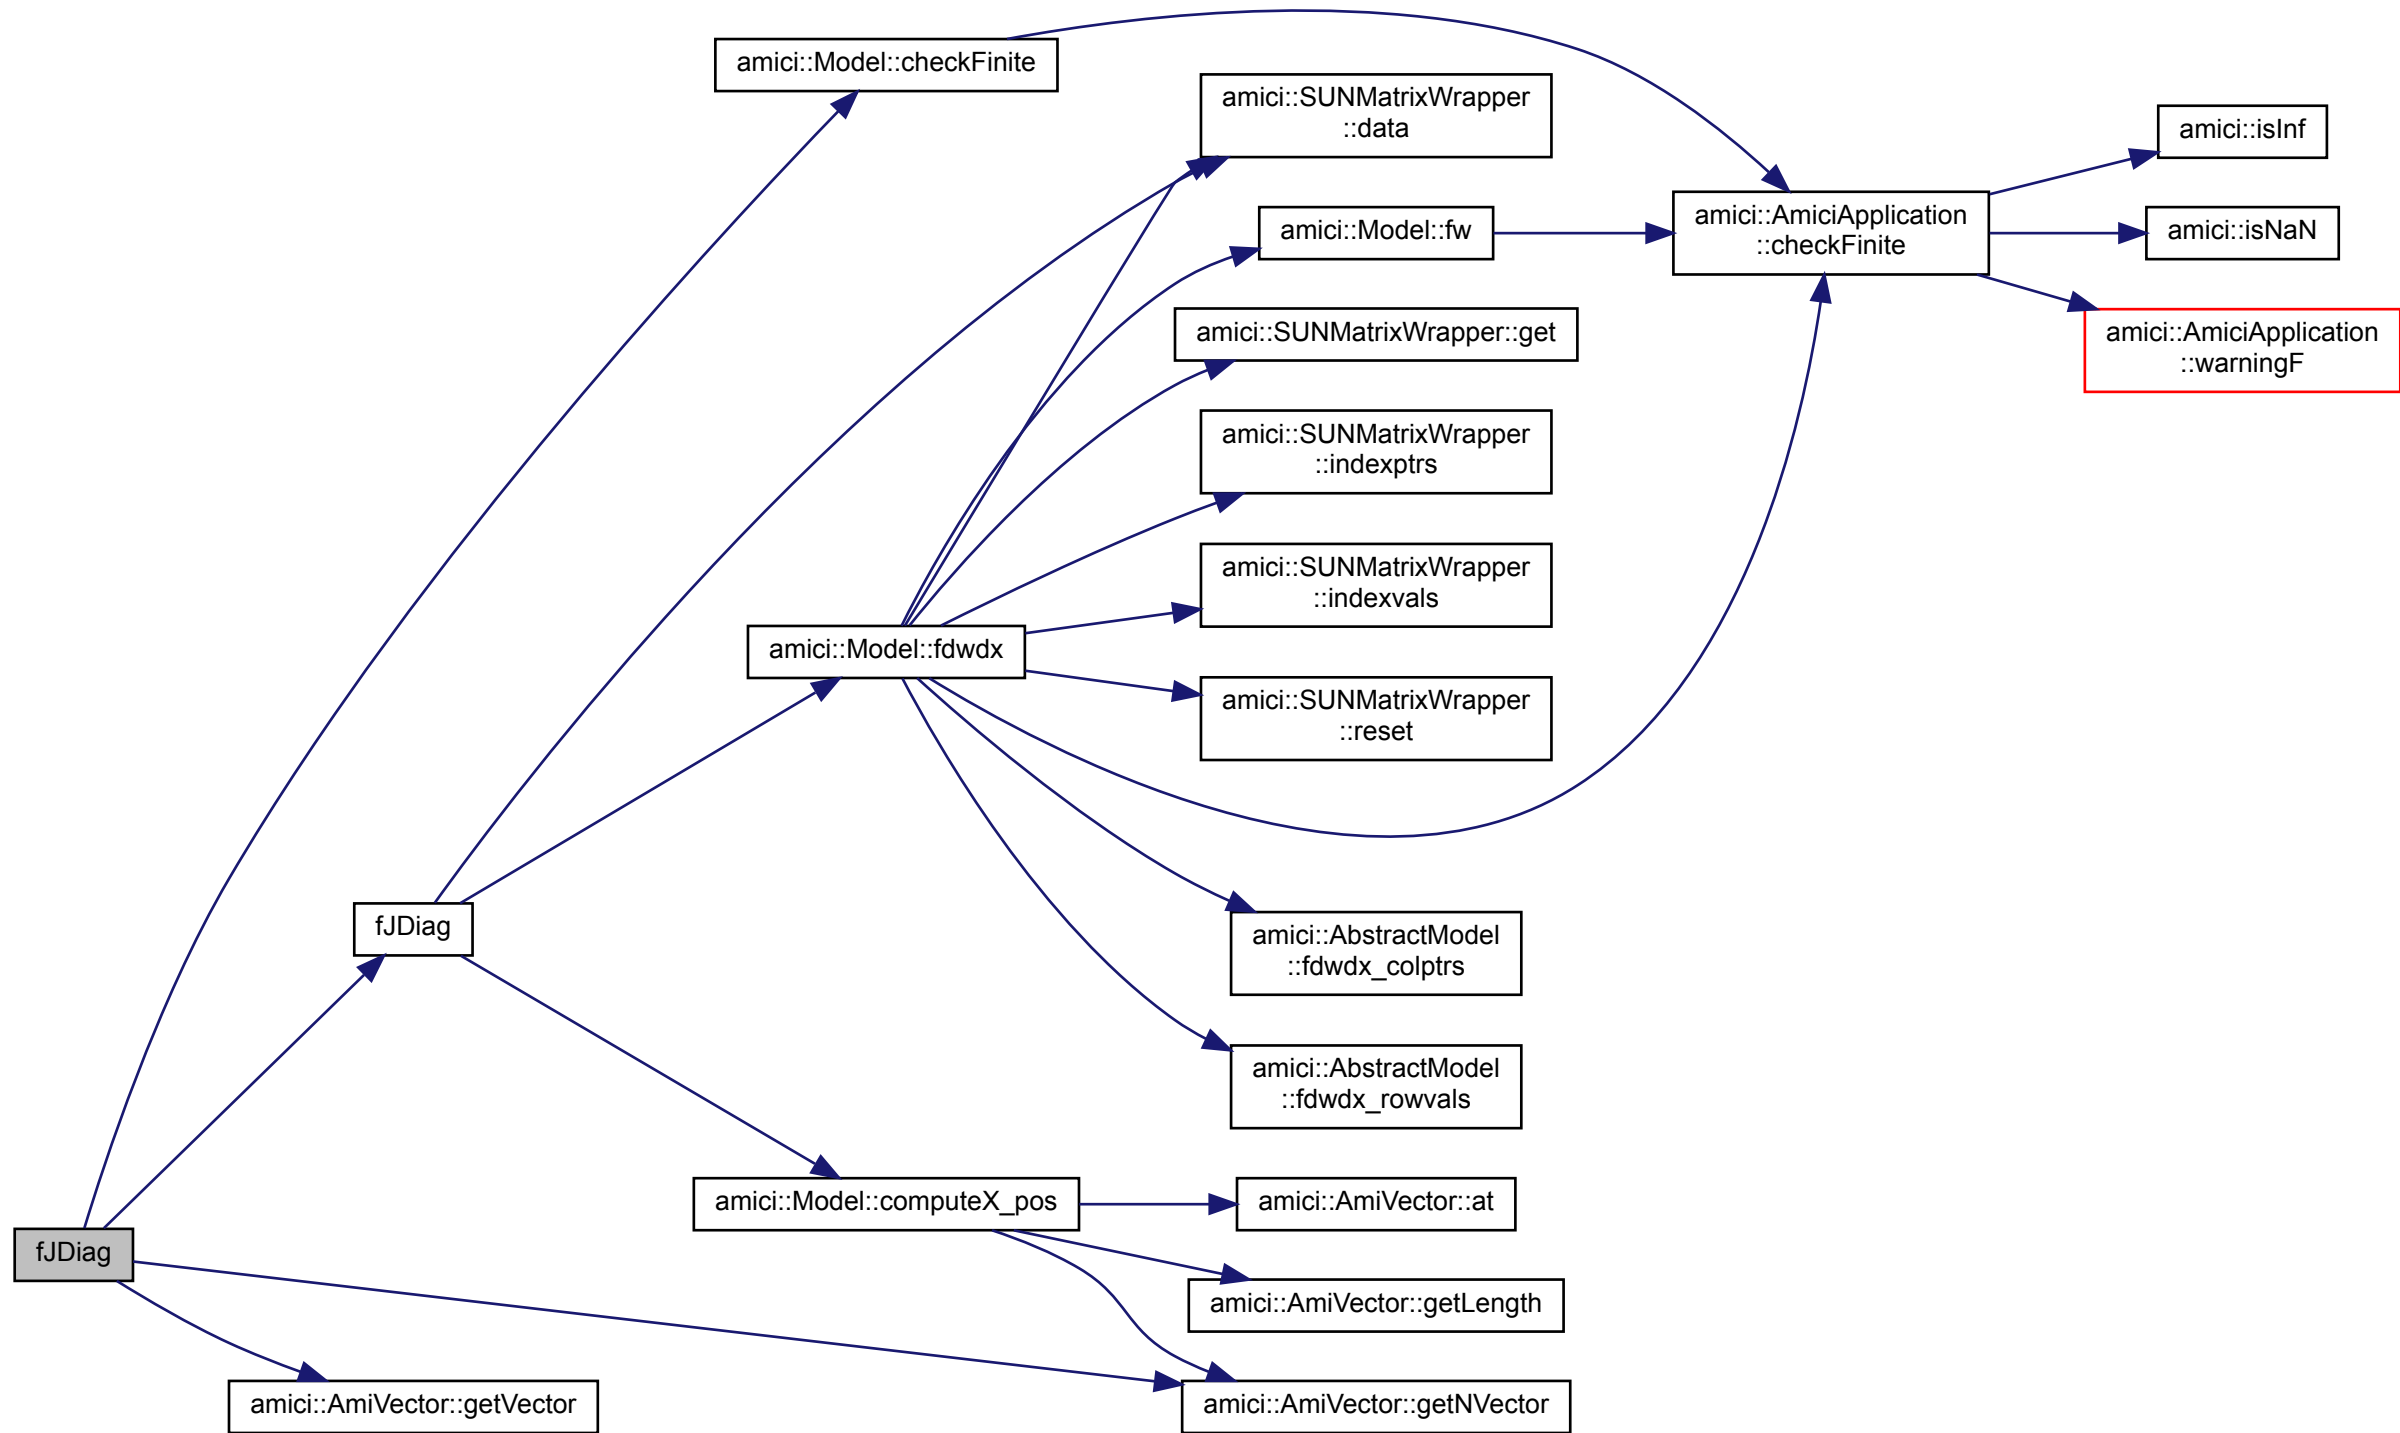 amici::Model::checkFinite
amici::SUNMatrixWrapper
::data
amici::isInf
amici::Model::fw
amici::AmiciApplication
::checkFinite
amici::isNaN
amici::SUNMatrixWrapper::get
amici::AmiciApplication
::warningF
amici::SUNMatrixWrapper
::indexptrs
amici::SUNMatrixWrapper
::indexvals
amici::Model::fdwdx
amici::SUNMatrixWrapper
::reset
fJDiag
amici::AbstractModel
::fdwdx_colptrs
amici::AbstractModel
::fdwdx_rowvals
amici::Model::computeX_pos
amici::AmiVector::at
fJDiag
amici::AmiVector::getLength
amici::AmiVector::getVector
amici::AmiVector::getNVector